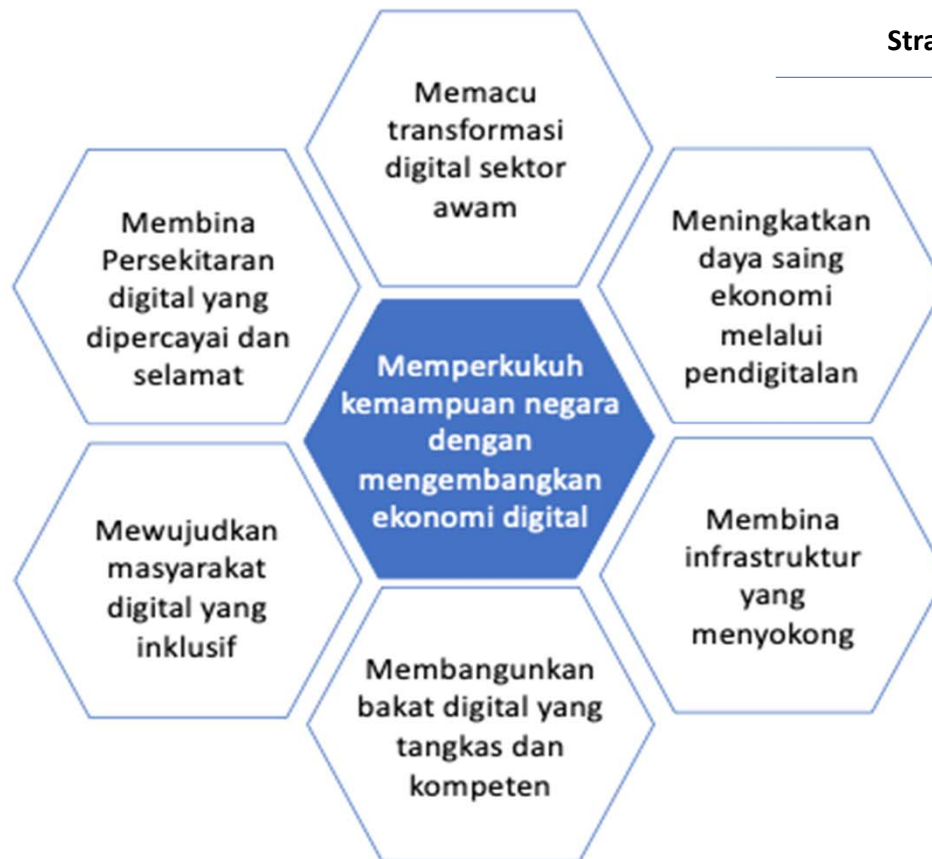 Memacu
transformasi
digital sektor
awam
Meningkatkan
daya saing
ekonomi
melalui
pendigitalan
Membina
infrastruktur
yang
menyokong
Membangunkan
bakat digital yang
tangkas dan
kompeten
Mewujudkan
masyarakat
digital yang
inklusif
Membina
Persekitaran
digital yang
dipercayai dan
selamat
Memperkukuh
kemampuan negara
dengan
mengembangkan
ekonomi digital